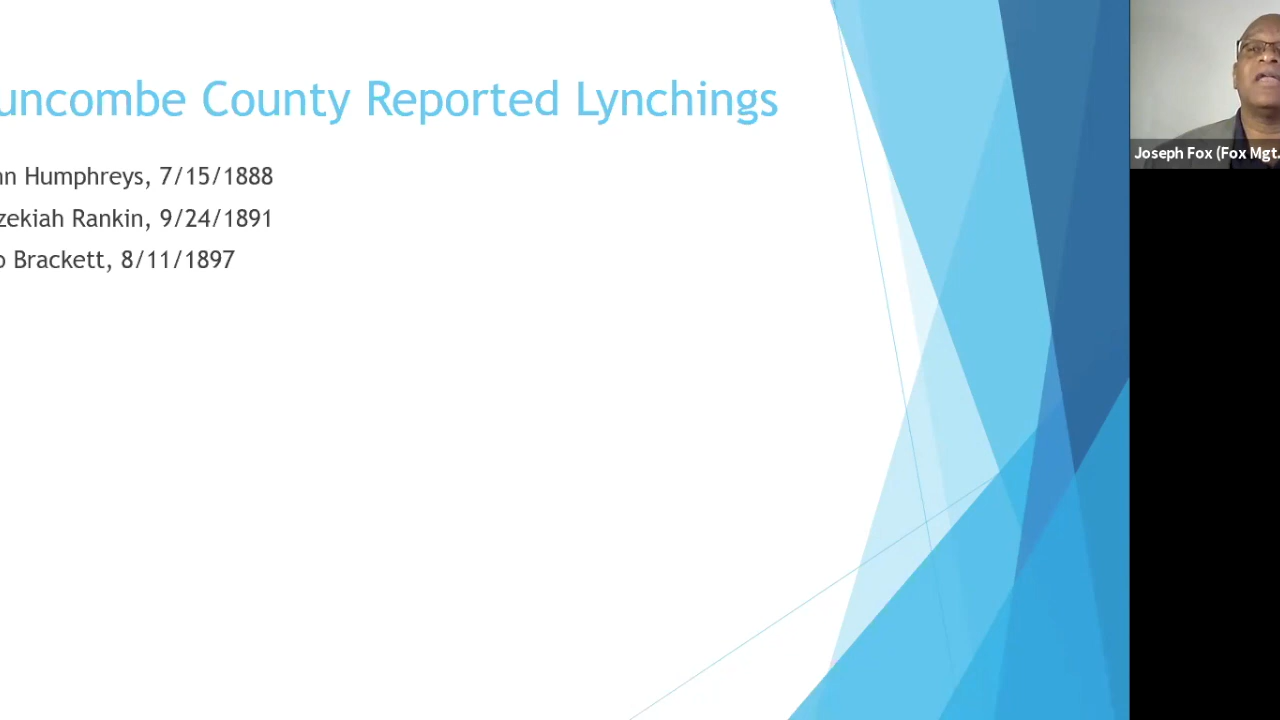 uncombe County Reported Lynchings
nn Humphreys, 7/15/1888
zekiah Rankin, 9/24/1891
o Brackett, 8/11/1897
Joseph Fox (Fox Mgt.